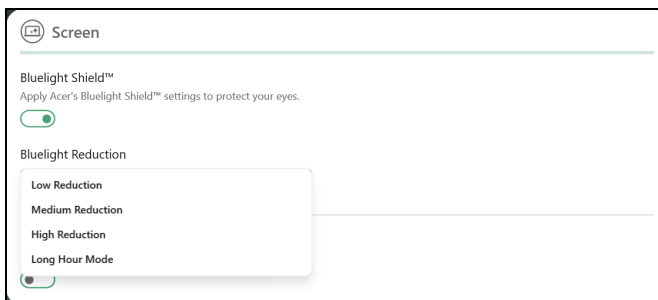 Screen
Bluelight Shield™
Apply Acer's Bluelight Shield™ settings to protect your eyes.
Bluelight Reduction
Low Reduction
Medium Reduction
High Reduction
Long Hour Mode